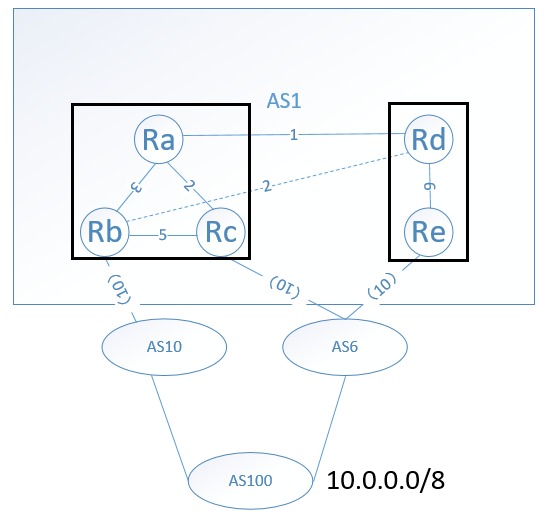 AS1
Ra
Rd
1
3
2
2
6
Rb
5
Rc
Re
(10)
(10)
(10)
AS10
AS6
AS100
10.0.0.0/8